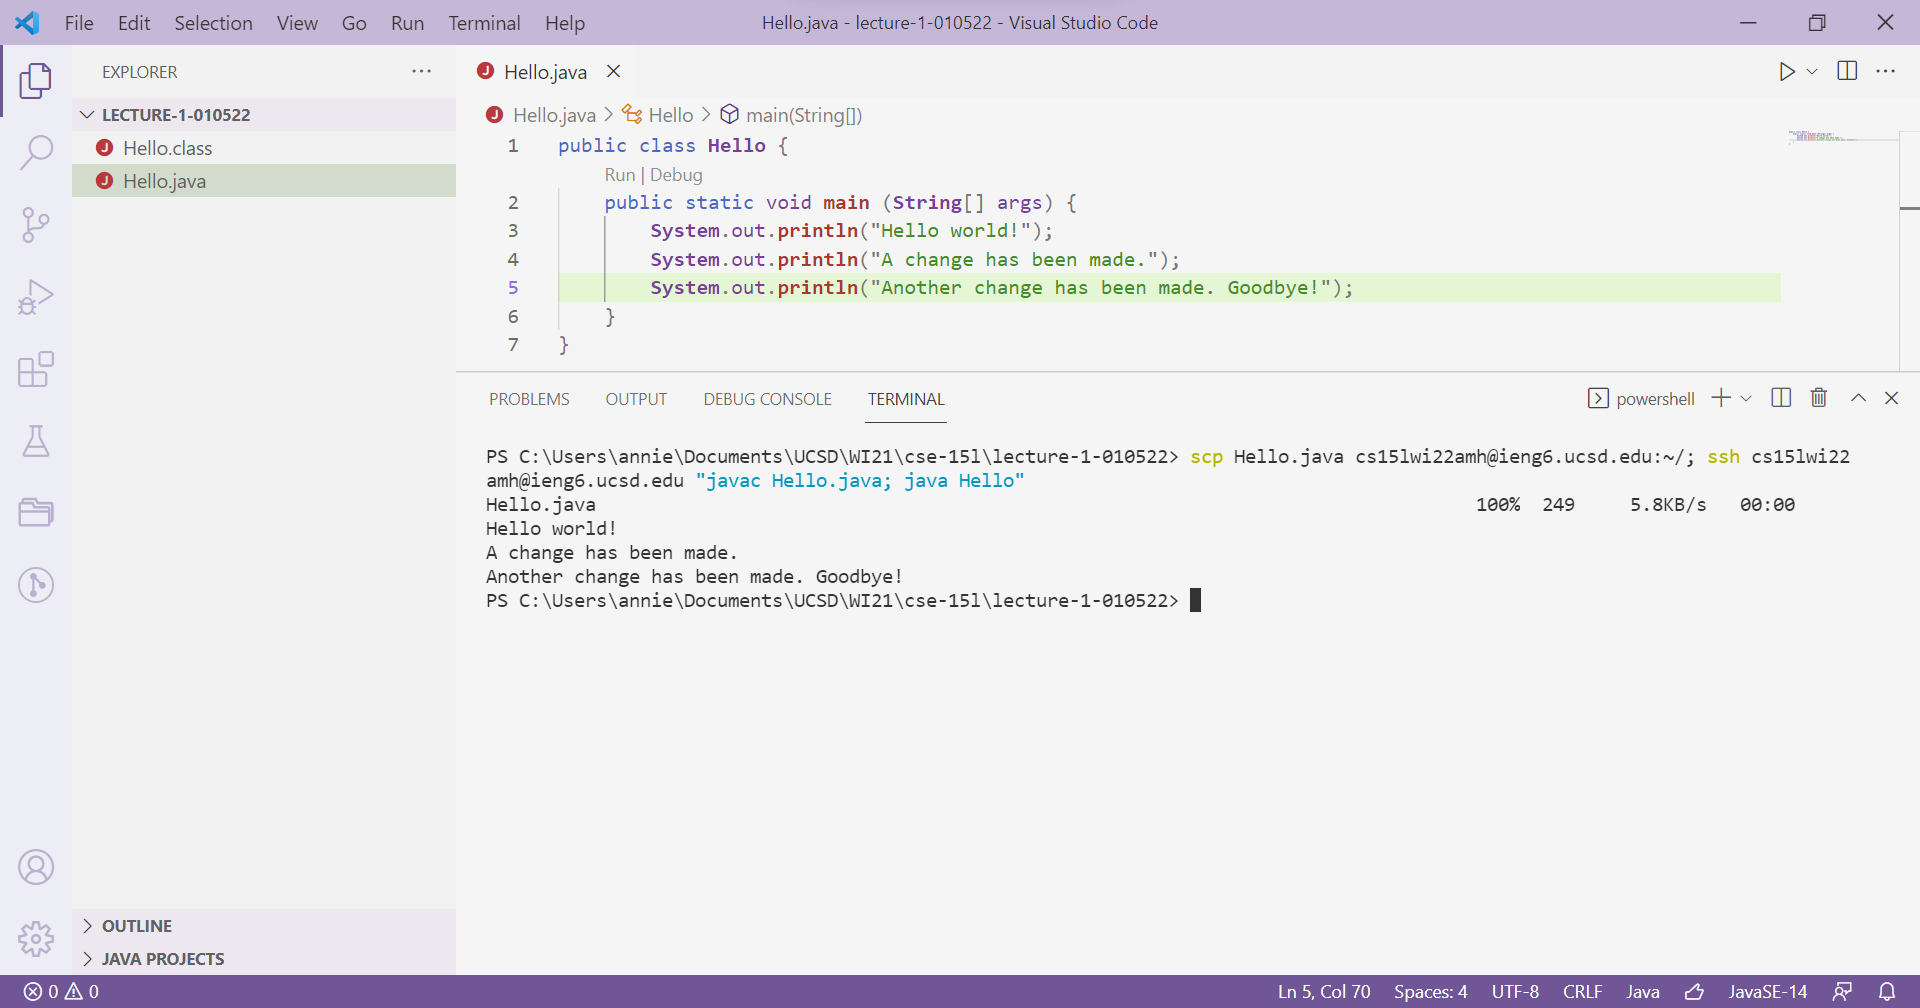 File Edit Selection View Go Run Terminal Help
Hello.java - lecture-1-010522 - Visual Studio Code
EXPLORER
LECTURE-1-010522
Hello.class
Hello.java
OUTLINE
JAVA PROJECTS
Hello.java
Hello.java > Hello > main(String[])
1 public class Hello {
Run | Debug
2 public static void main (String[] args) {
3 System.out.println("Hello world!");
4 System.out.println("A change has been made.");
5 System.out.println("Another change has been made. Goodbye!");
6 }
7 }
PROBLEMS OUTPUT DEBUG CONSOLE TERMINAL
powershell
PS C:\Users\annie\Documents\UCSD\WI21\cse-15l\lecture-1-010522> scp Hello.java cs15lwi22amh@ieng6.ucsd.edu:~/; ssh cs15lwi22
amh@ieng6.ucsd.edu "javac Hello.java; java Hello"
Hello.java 100% 249 5.8KB/s 00:00
Hello world!
A change has been made.
Another change has been made. Goodbye!
PS C:\Users\annie\Documents\UCSD\WI21\cse-15l\lecture-1-010522>
0 0
Ln 5, Col 70 Spaces: 4 UTF-8 CRLF Java JavaSE-14